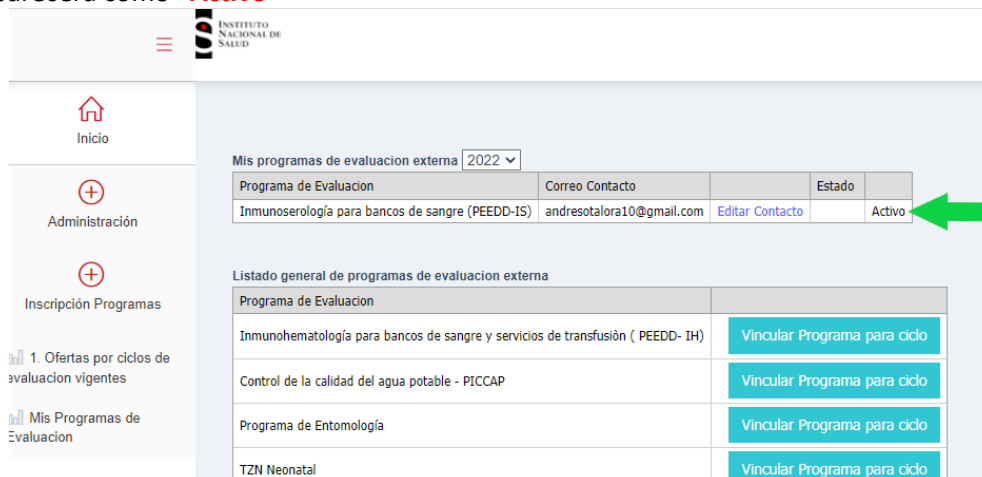 como "Activo"
INSTITUTO
NACIONAL DE
SALUD
Inicio
Administración
Inscripción Programas
1. Ofertas por ciclos de
evaluacion vigentes
Mis Programas de
Evaluacion
Mis programas de evaluacion externa 2022
Programa de Evaluacion Correo Contacto Estado
Inmunoserología para bancos de sangre (PEEDD-IS) andresotalora10@gmail.com Editar Contacto Activo
Listado general de programas de evaluacion externa
Programa de Evaluacion
Inmunohematología para bancos de sangre y servicios de transfusiòn ( PEEDD- IH) Vincular Programa para ciclo
Control de la calidad del agua potable - PICCAP Vincular Programa para ciclo
Programa de Entomología Vincular Programa para ciclo
TZN Neonatal Vincular Programa para ciclo